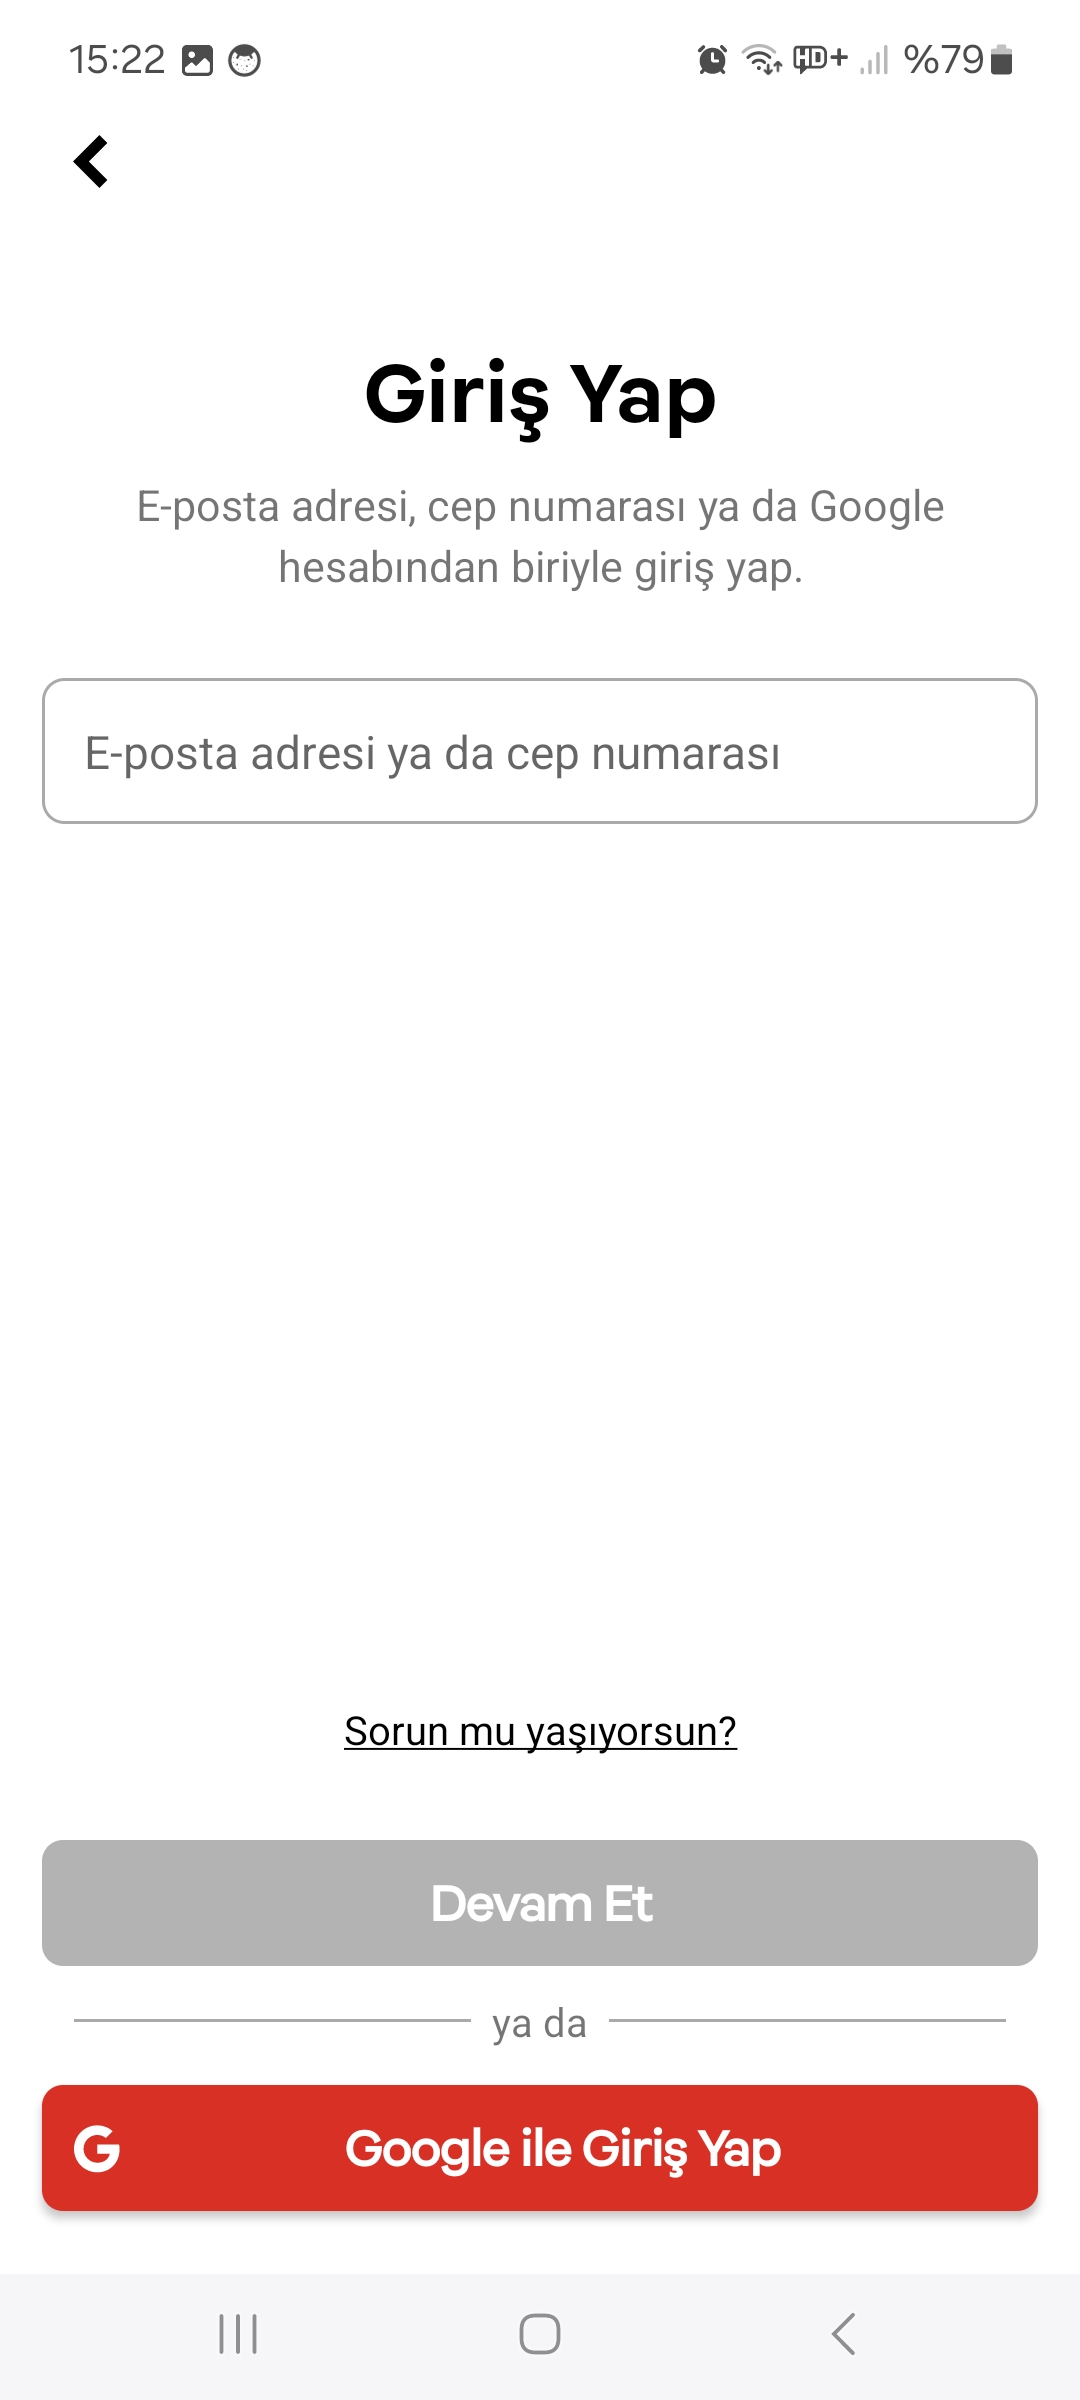 15:22 HD+ %79
Giriş Yap
E-posta adresi, cep numarası ya da Google
hesabından biriyle giriş yap.
E-posta adresi ya da cep numarası
Sorun mu yaşıyorsun?
Devam Et
ya da
G Google ile Giriş Yap